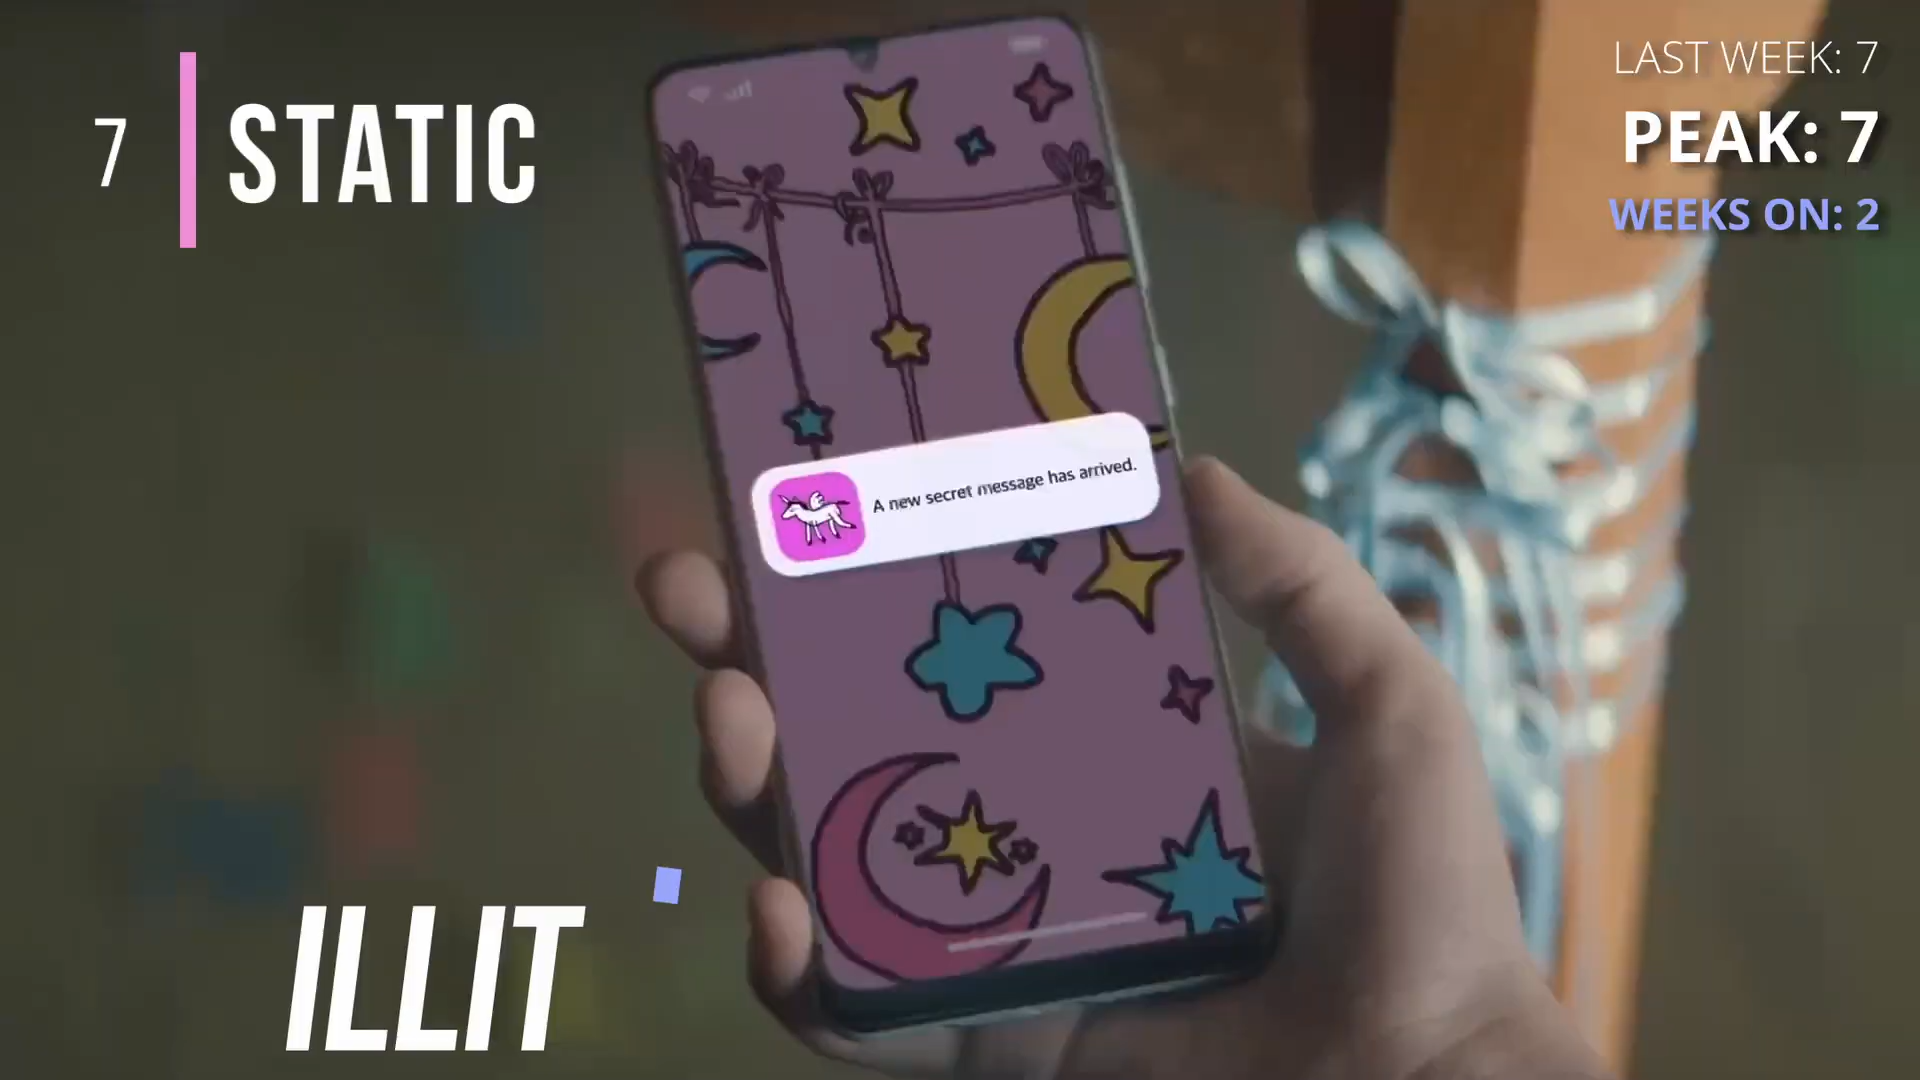 7
STATIC
LAST WEEK: 7
PEAK: 7
WEEKS ON: 2
A new secret message has arrived.
ILLIT